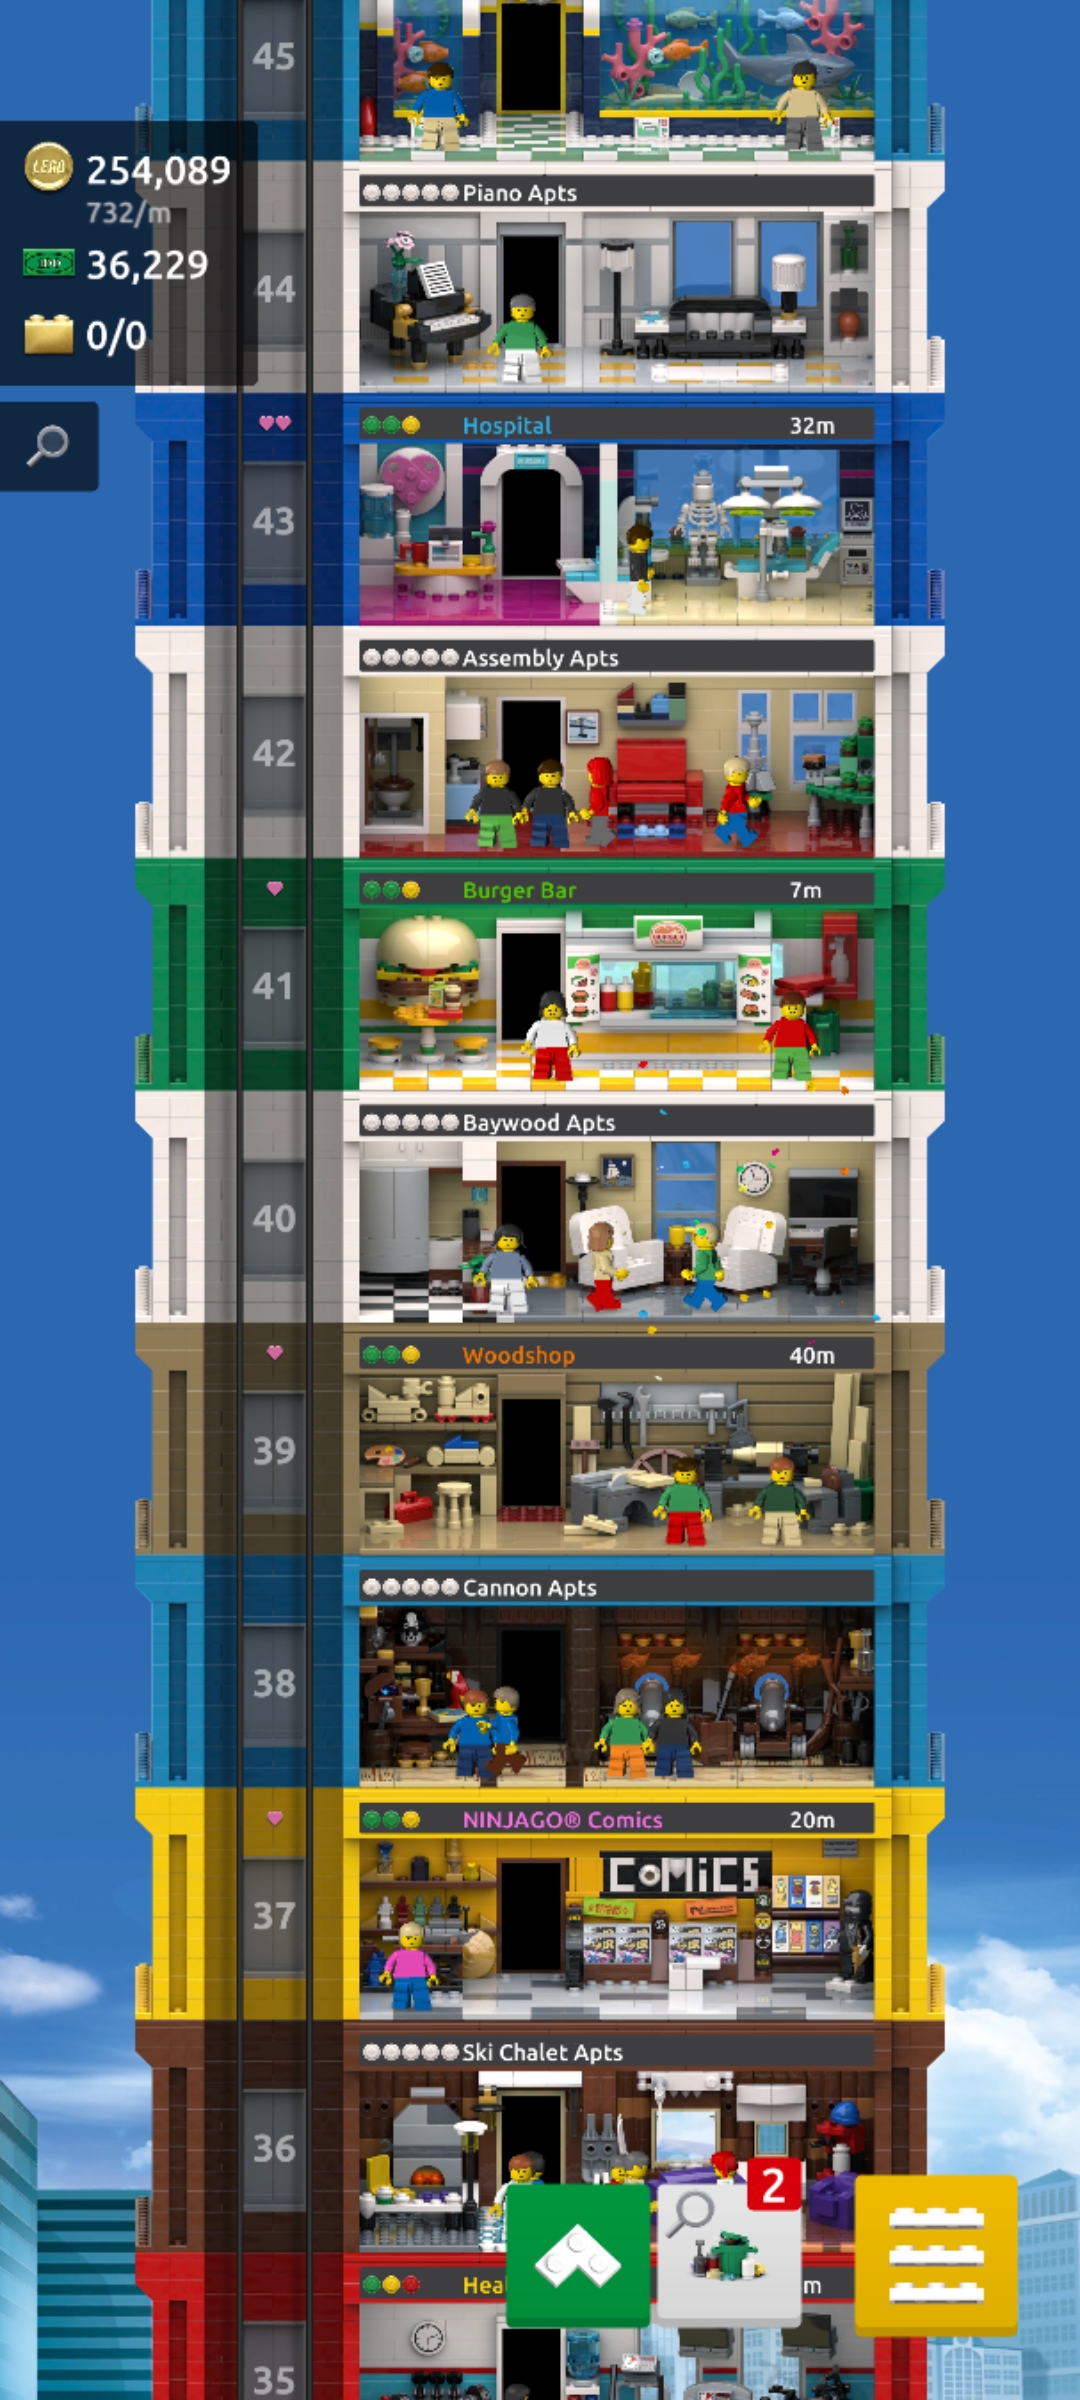 45
LEGO
254,089
732/m
36,229
0/0
Piano Apts
44
Hospital 32m
43
Assembly Apts
42
Burger Bar 7m
41
Baywood Apts
40
Woodshop 40m
39
Cannon Apts
38
NINJAGO® Comics 20m
COMiCS
37
Ski Chalet Apts
36
2
Hea
m
35